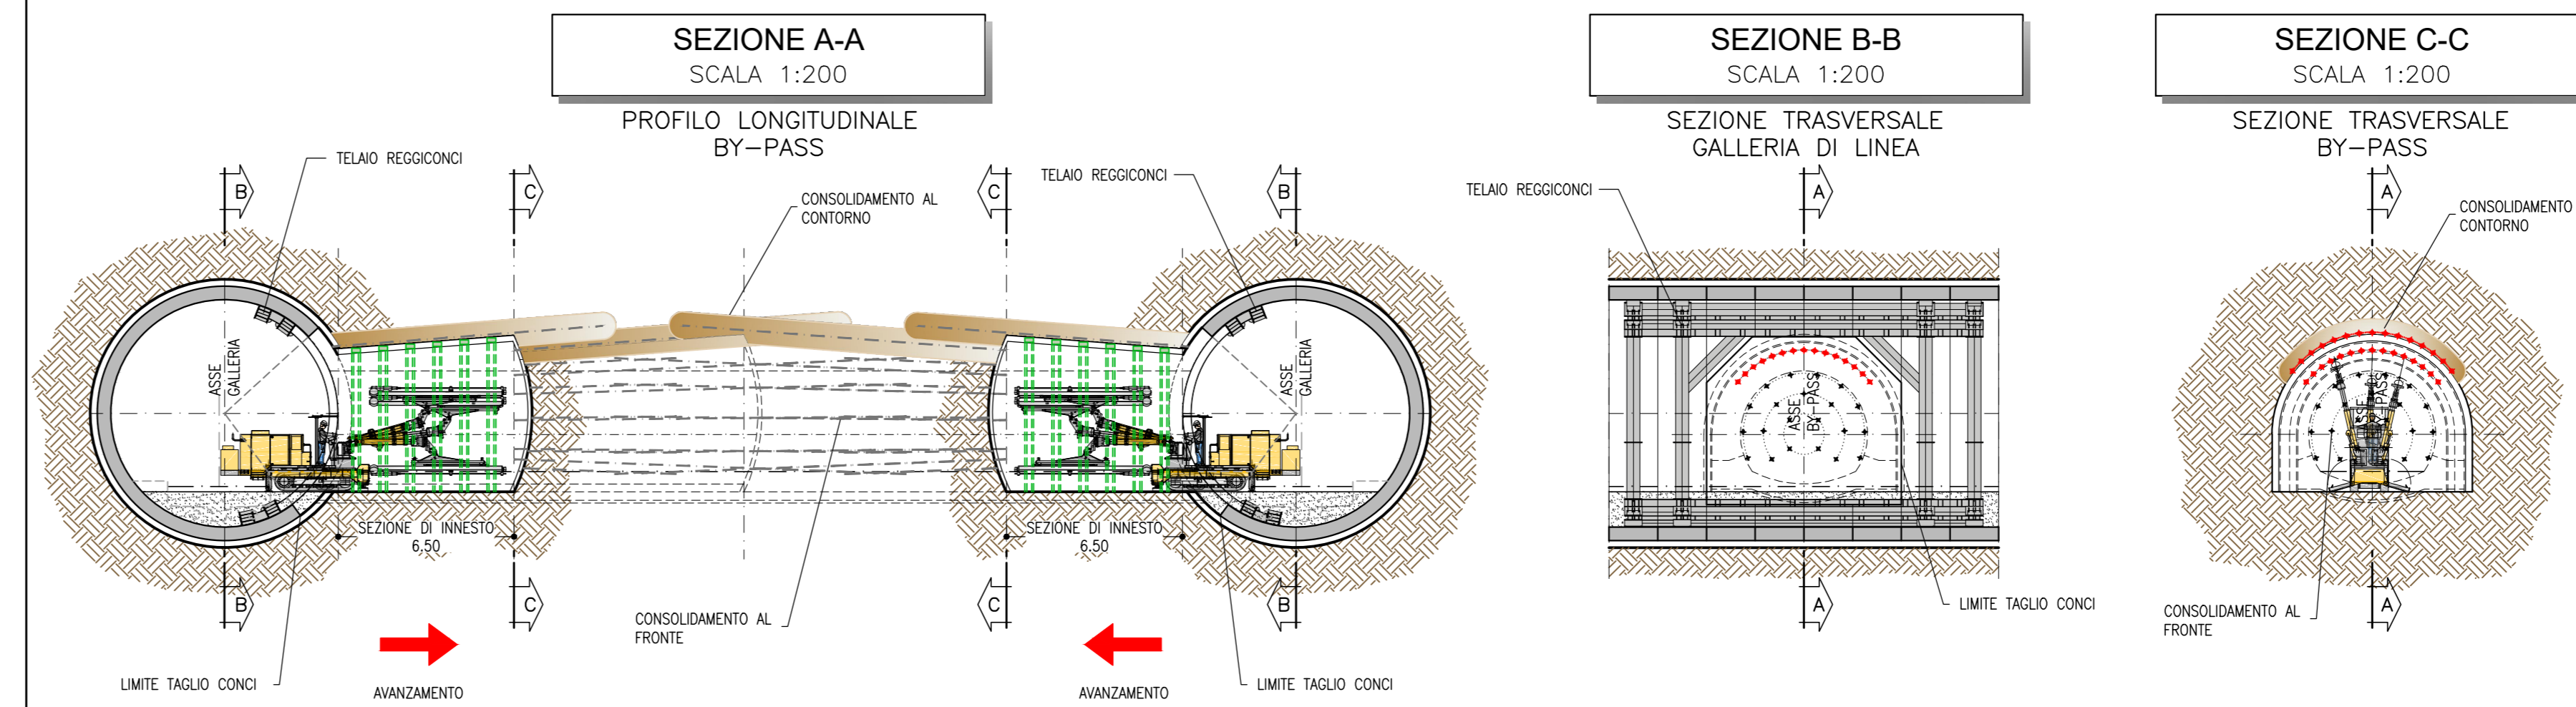 SEZIONE A-A
SCALA 1:200
PROFILO LONGITUDINALE
BY-PASS
TELAIO REGGICONCI
B
C
CONSOLIDAMENTO AL
CONTORNO
C
TELAIO REGGICONCI
B
ASSE
GALLERIA
ASSE
GALLERIA
SEZIONE DI INNESTO
6.50
SEZIONE DI INNESTO
6.50
B
C
C
B
CONSOLIDAMENTO AL
FRONTE
LIMITE TAGLIO CONCI
AVANZAMENTO
AVANZAMENTO
LIMITE TAGLIO CONCI
SEZIONE B-B
SCALA 1:200
SEZIONE TRASVERSALE
GALLERIA DI LINEA
TELAIO REGGICONCI
A
ASSE
BY-PASS
A
LIMITE TAGLIO CONCI
SEZIONE C-C
SCALA 1:200
SEZIONE TRASVERSALE
BY-PASS
A
CONSOLIDAMENTO
CONTORNO
ASSE
BY-PASS
CONSOLIDAMENTO AL
FRONTE
A